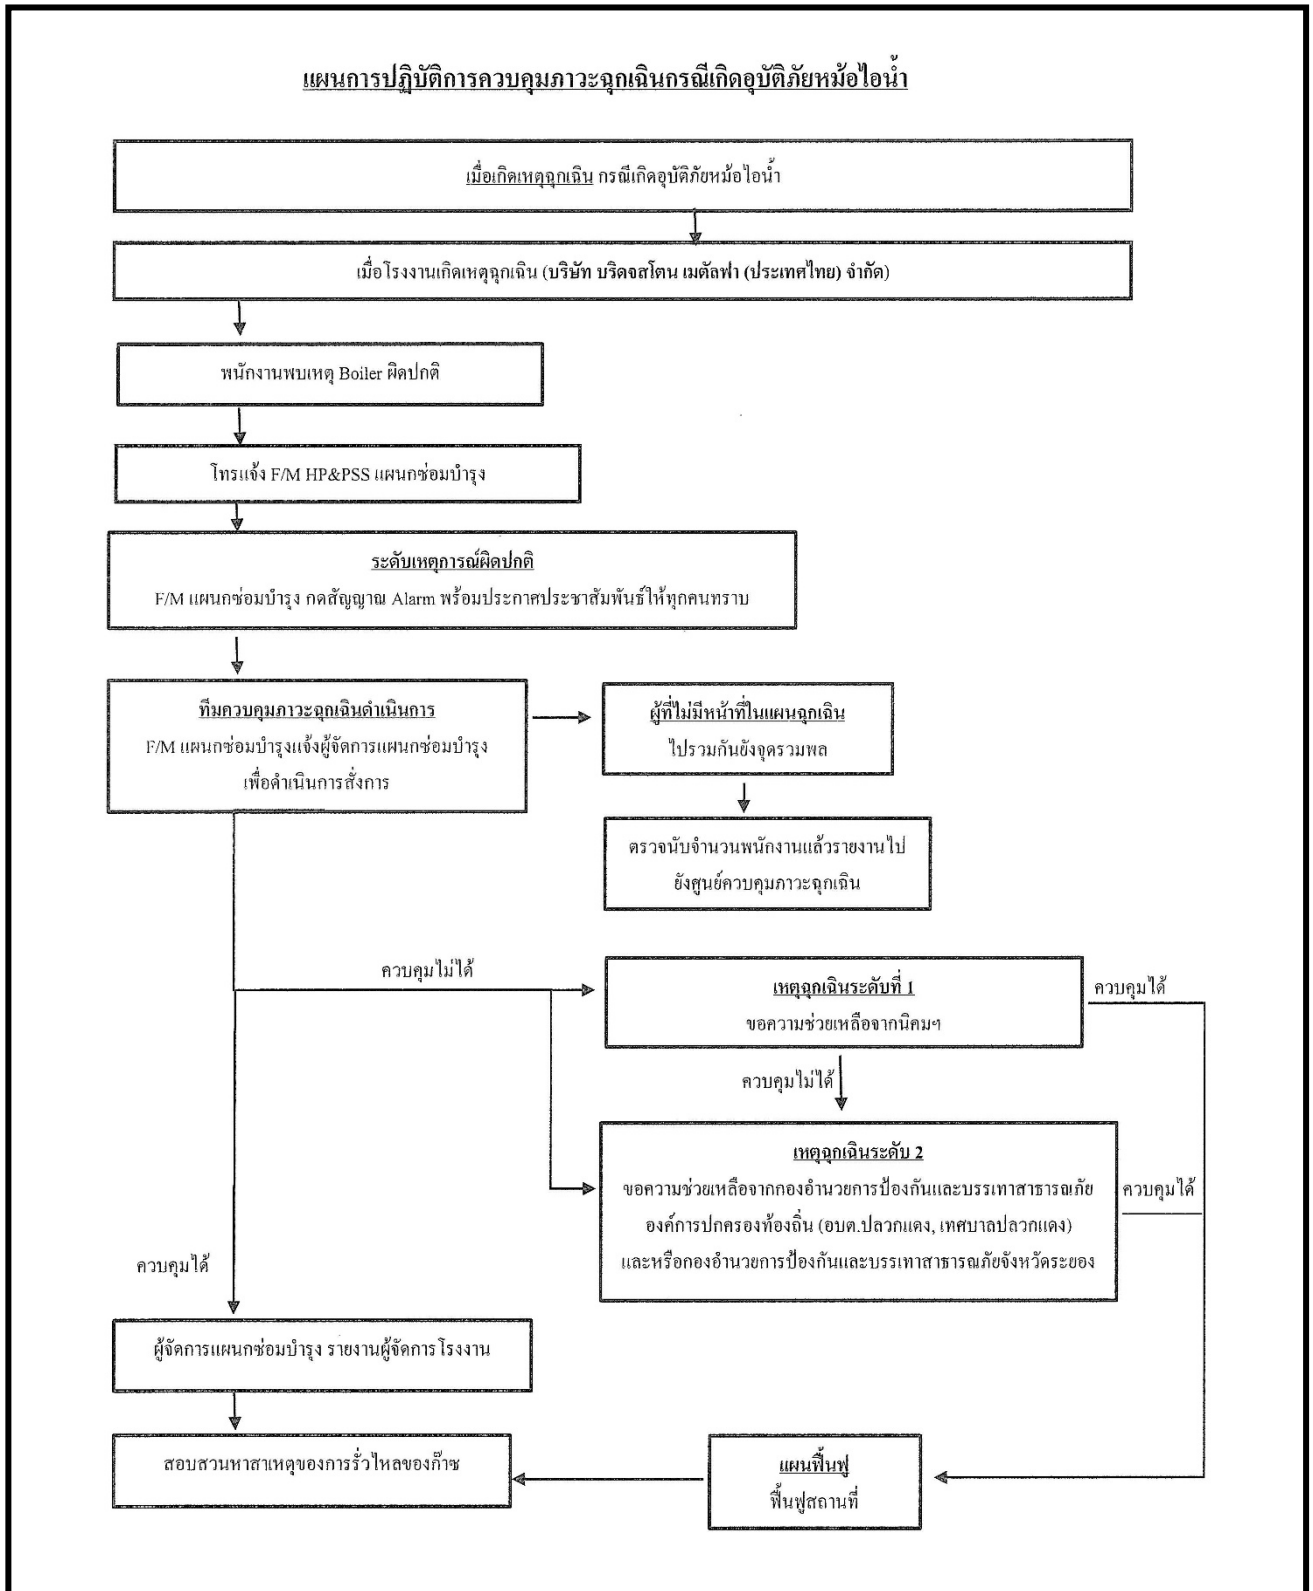 แผนการปฏิบัติการควบคุมภาวะฉุกเฉินกรณีเกิดอุบัติภัยหม้อไอน้ำ
เมื่อเกิดเหตุฉุกเฉิน กรณีเกิดอุบัติภัยหม้อไอน้ำ
เมื่อโรงงานเกิดเหตุฉุกเฉิน (บริษัท บริดจสโตน เมตัลฟา (ประเทศไทย) จำกัด)
พนักงานพบเหตุ Boiler ผิดปกติ
โทรแจ้ง F/M HP&PSS แผนกซ่อมบำรุง
ระดับเหตุการณ์ผิดปกติ
F/M แผนกซ่อมบำรุง กดสัญญาณ Alarm พร้อมประกาศประชาสัมพันธ์ให้ทุกคนทราบ
ทีมควบคุมภาวะฉุกเฉินดำเนินการ
F/M แผนกซ่อมบำรุงแจ้งผู้จัดการแผนกซ่อมบำรุง
เพื่อดำเนินการสั่งการ
ผู้ที่ไม่มีหน้าที่ในแผนฉุกเฉิน
ไปรวมกันยังจุดรวมพล
ตรวจนับจำนวนพนักงานแล้วรายงานไป
ยังศูนย์ควบคุมภาวะฉุกเฉิน
ควบคุมไม่ได้
เหตุฉุกเฉินระดับที่ 1
ขอความช่วยเหลือจากนิคมฯ
ควบคุมได้
ควบคุมไม่ได้
เหตุฉุกเฉินระดับ 2
ขอความช่วยเหลือจากกองอำนวยการป้องกันและบรรเทาสาธารณภัย
องค์การปกครองท้องถิ่น (อบต.ปลวกแดง, เทศบาลปลวกแดง)
และหรือกองอำนวยการป้องกันและบรรเทาสาธารณภัยจังหวัดระยอง
ควบคุมได้
ควบคุมได้
ผู้จัดการแผนกซ่อมบำรุง รายงานผู้จัดการโรงงาน
สอบสวนหาสาเหตุของการรั่วไหลของก๊าซ
แผนฟื้นฟู
ฟื้นฟูสถานที่